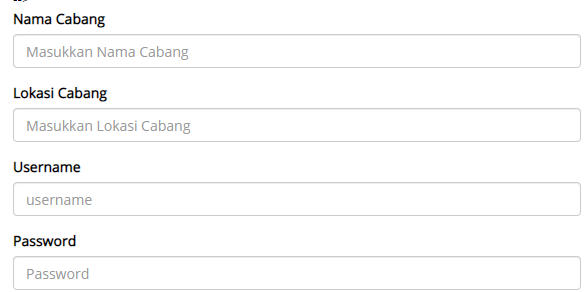 Nama Cabang
Masukkan Nama Cabang
Lokasi Cabang
Masukkan Lokasi Cabang
Username
username
Password
Password